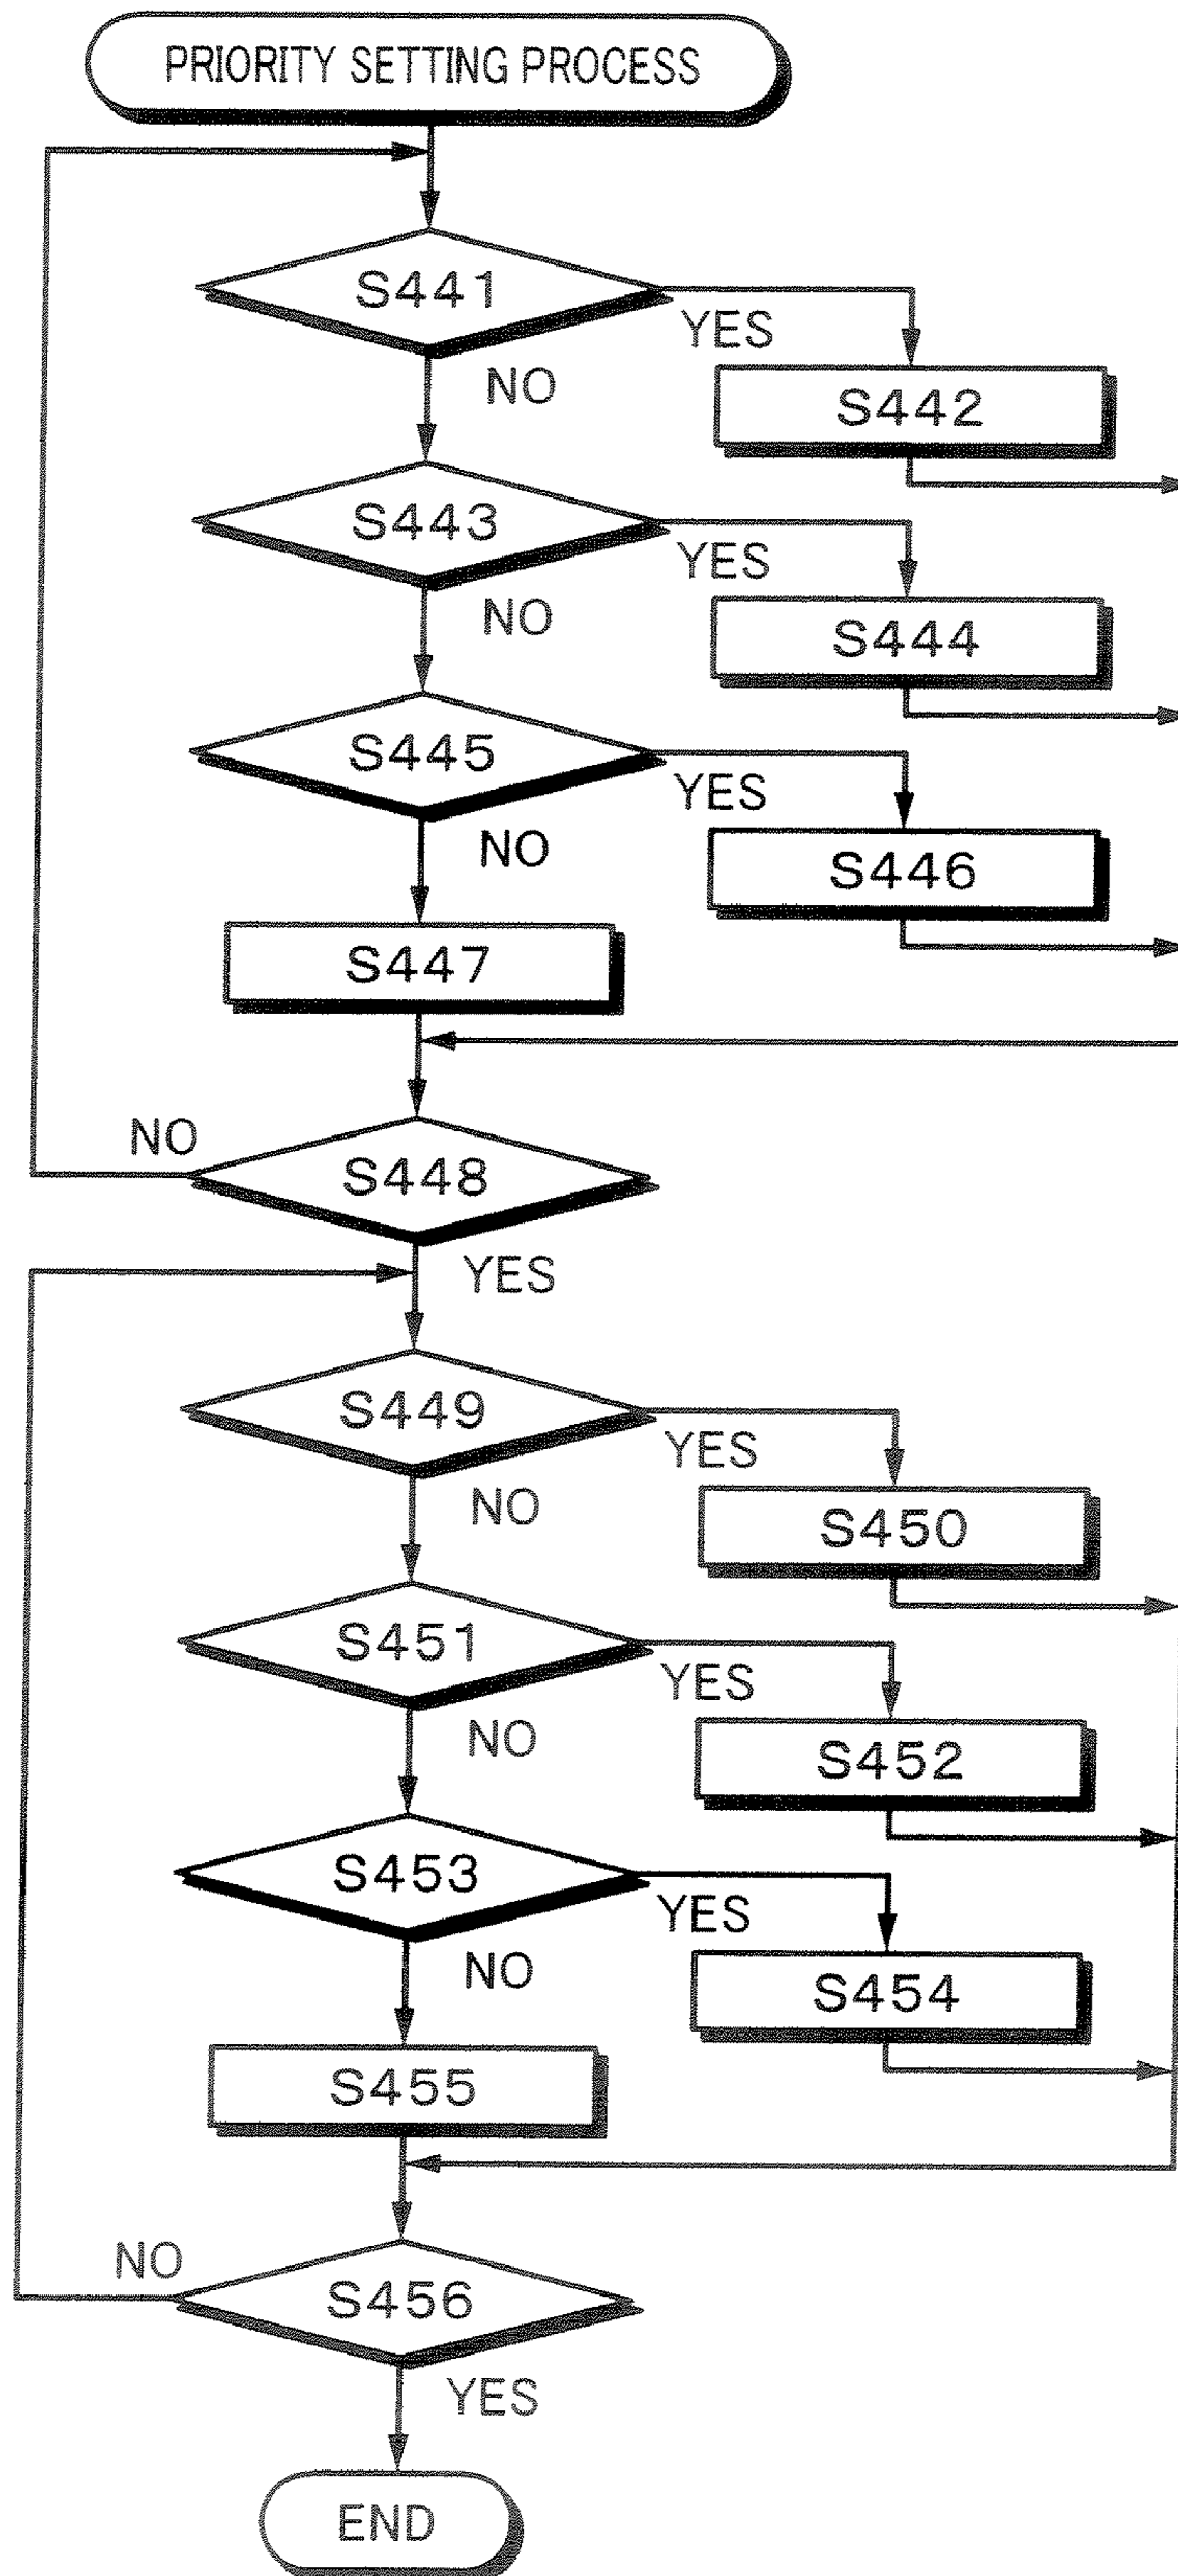 PRIORITY SETTING PROCESS
S441
YES
NO
S442
S443
YES
NO
S444
S445
YES
NO
S446
S447
NO
S448
YES
S449
YES
NO
S450
S451
YES
NO
S452
S453
YES
NO
S454
S455
NO
S456
YES
END